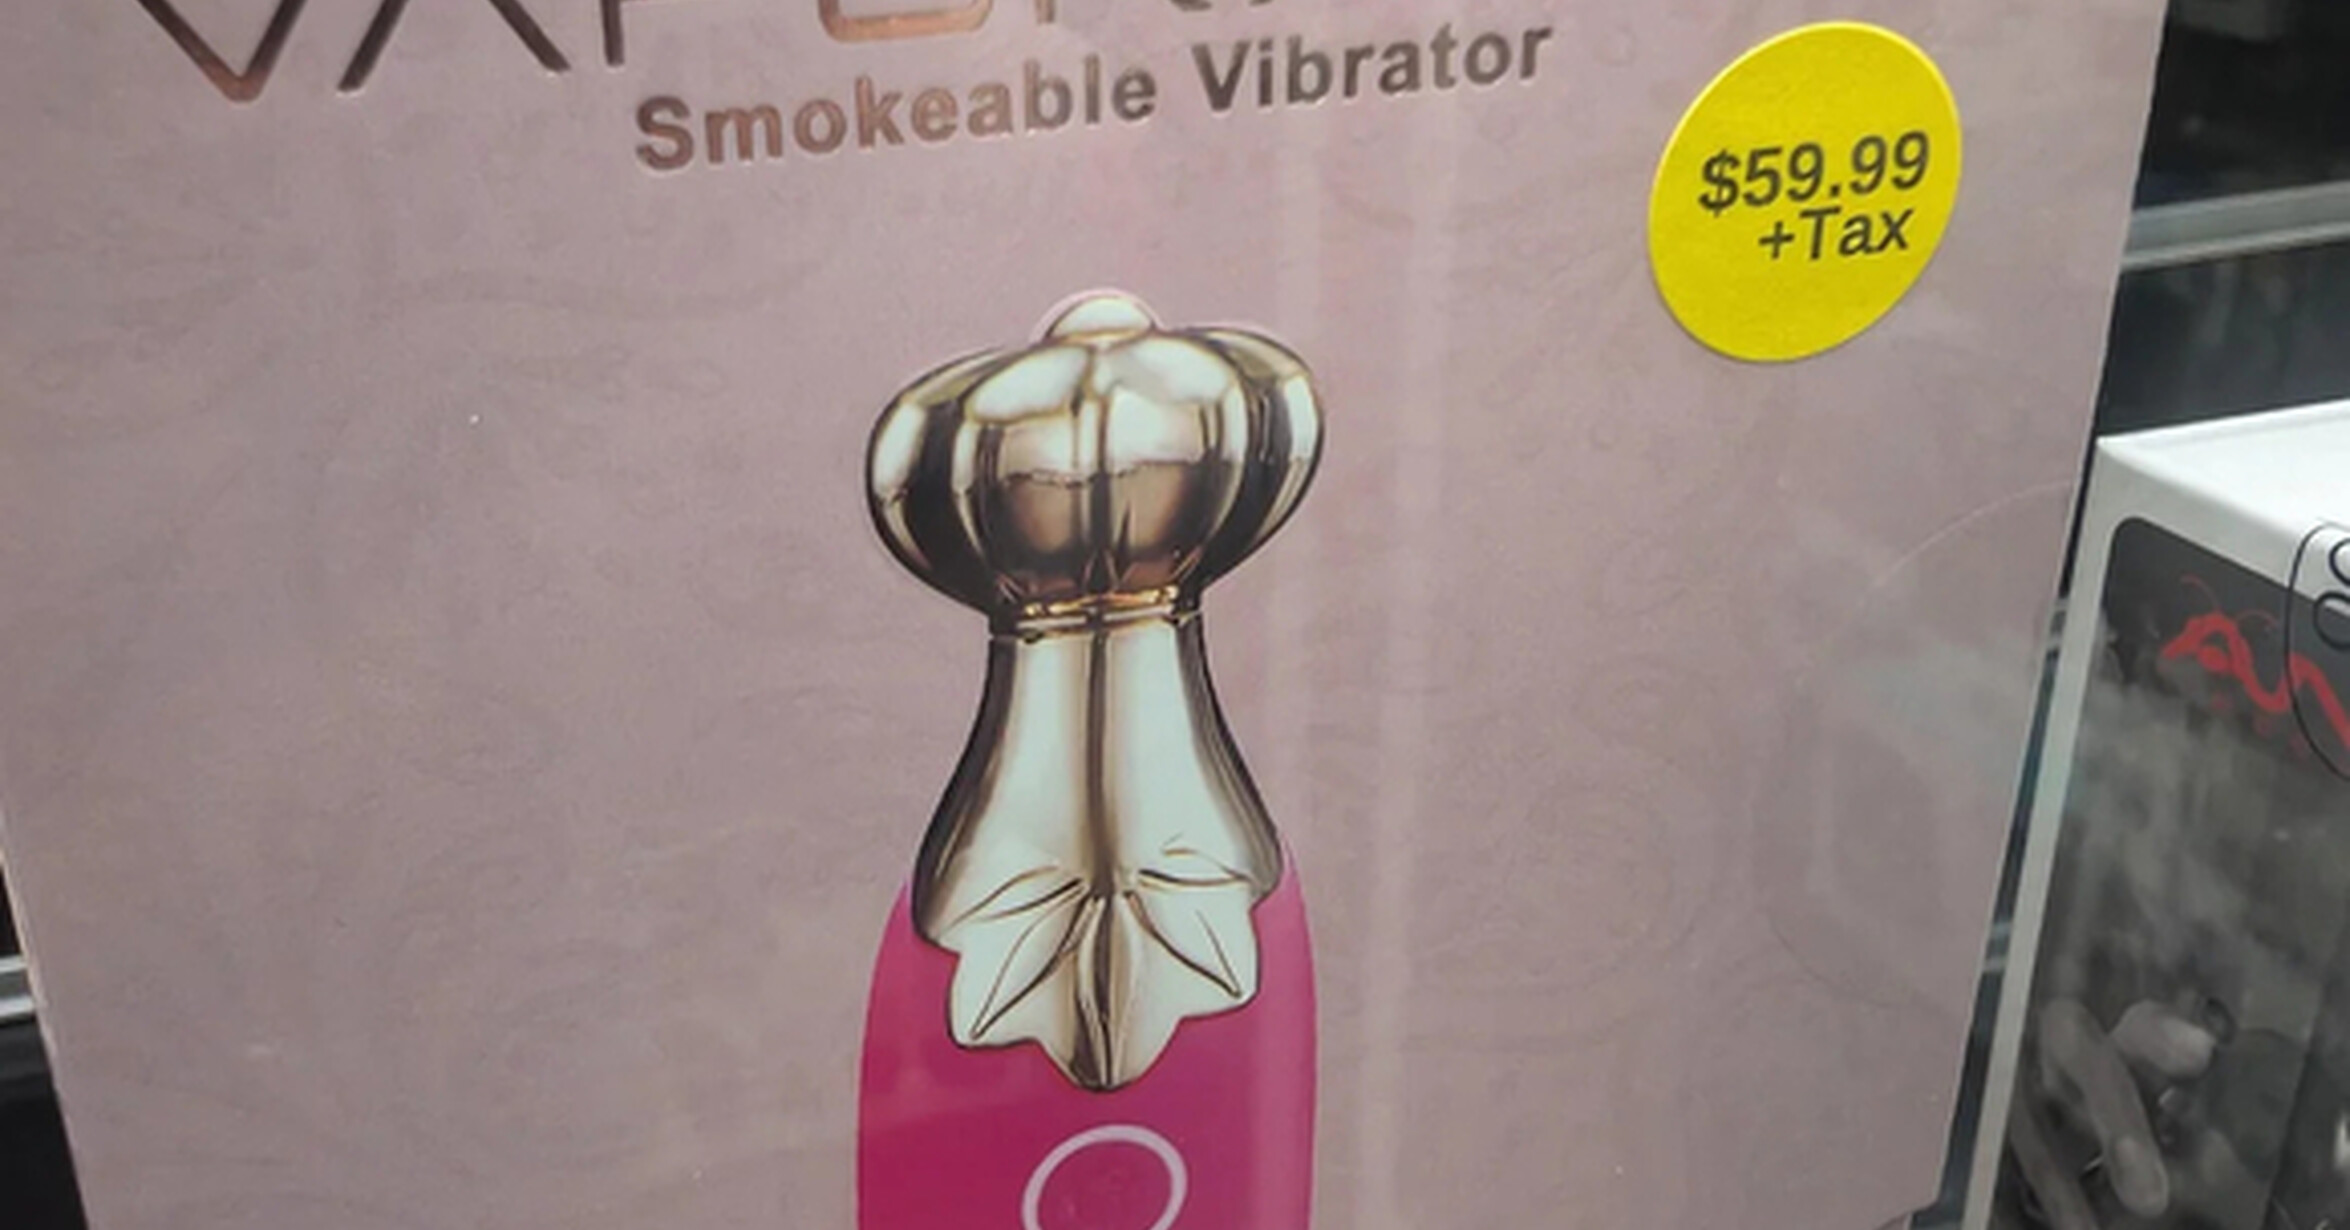 Smokeable Vibrator
$59.99
+Tax